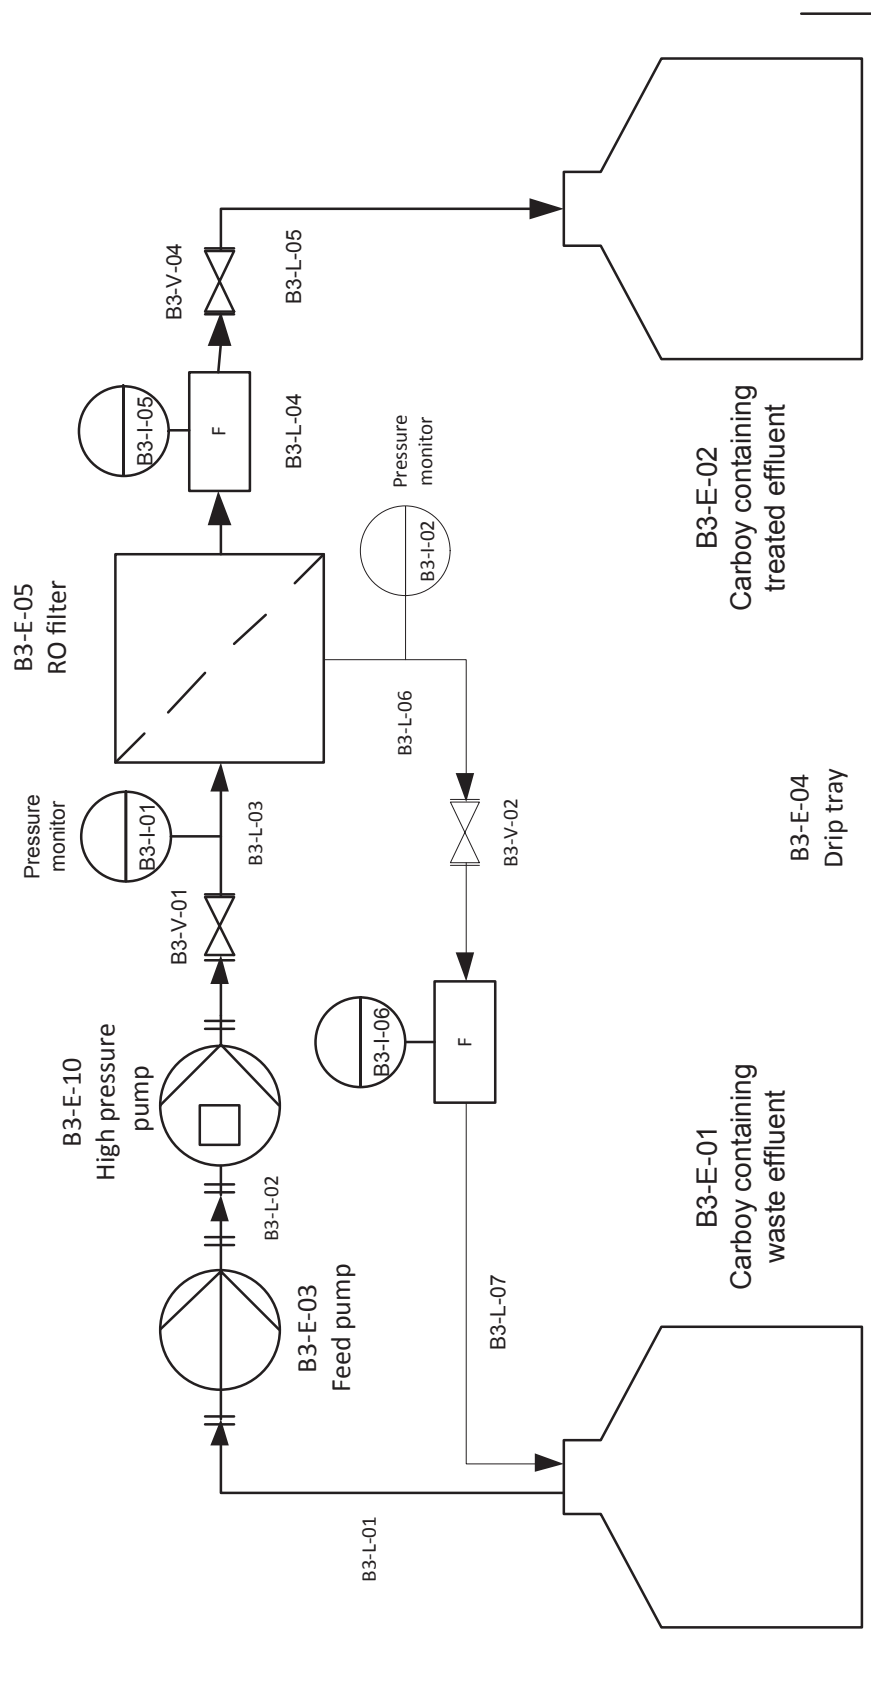 B3-E-05
RO filter
Pressure
monitor
B3-I-01
B3-I-05
B3-V-04
B3-E-10
High pressure
pump
B3-V-01
F
B3-L-03
B3-L-04
B3-L-05
B3-L-02
B3-E-03
Feed pump
B3-L-01
Pressure
monitor
B3-I-02
B3-L-06
B3-I-06
F
B3-V-02
B3-L-07
B3-E-01
Carboy containing
waste effluent
B3-E-04
Drip tray
B3-E-02
Carboy containing
treated effluent